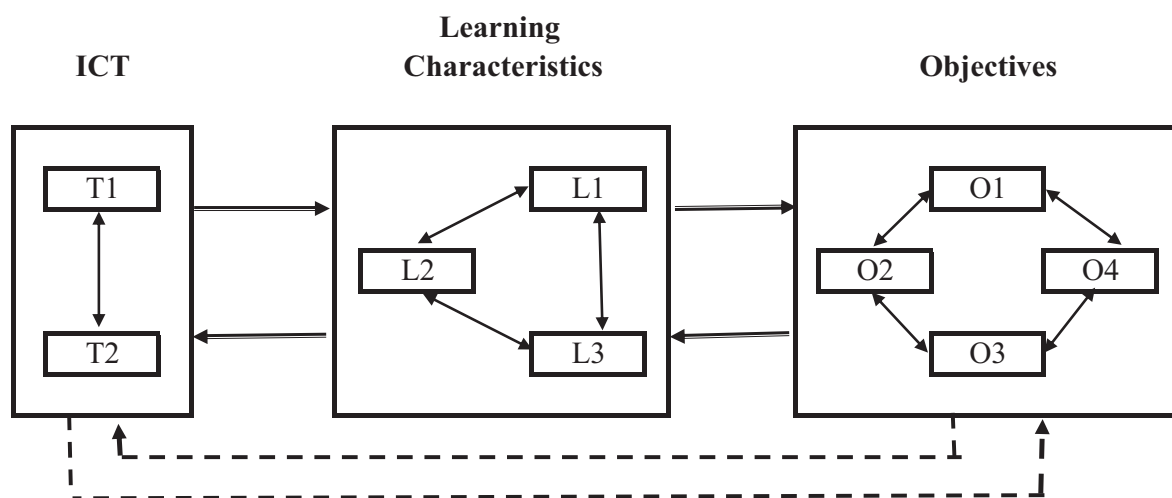 ICT
Learning
Characteristics
Objectives
T1
T2
L1
L2
L3
O1
O2
O4
O3